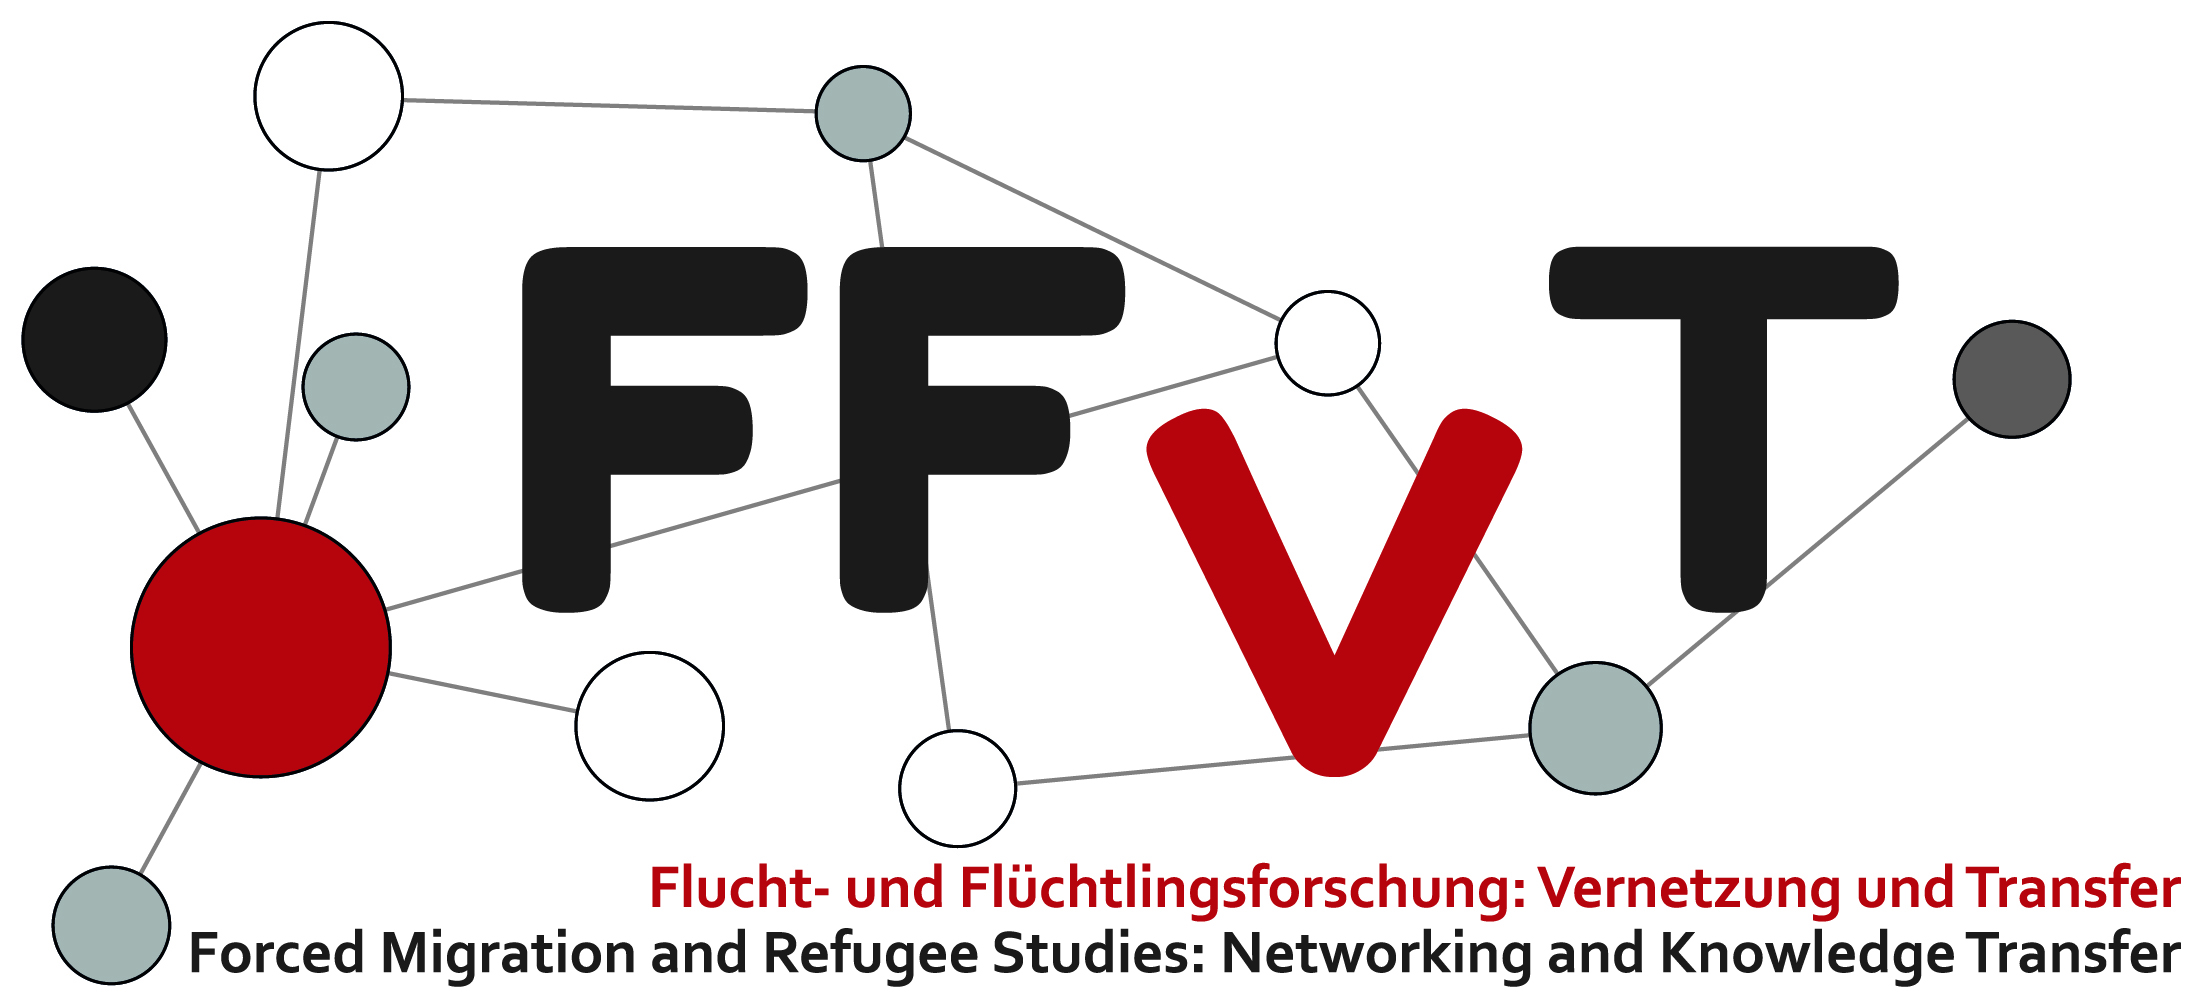 FFVT
Flucht- und Flüchtlingsforschung: Vernetzung und Transfer
Forced Migration and Refugee Studies: Networking and Knowledge Transfer